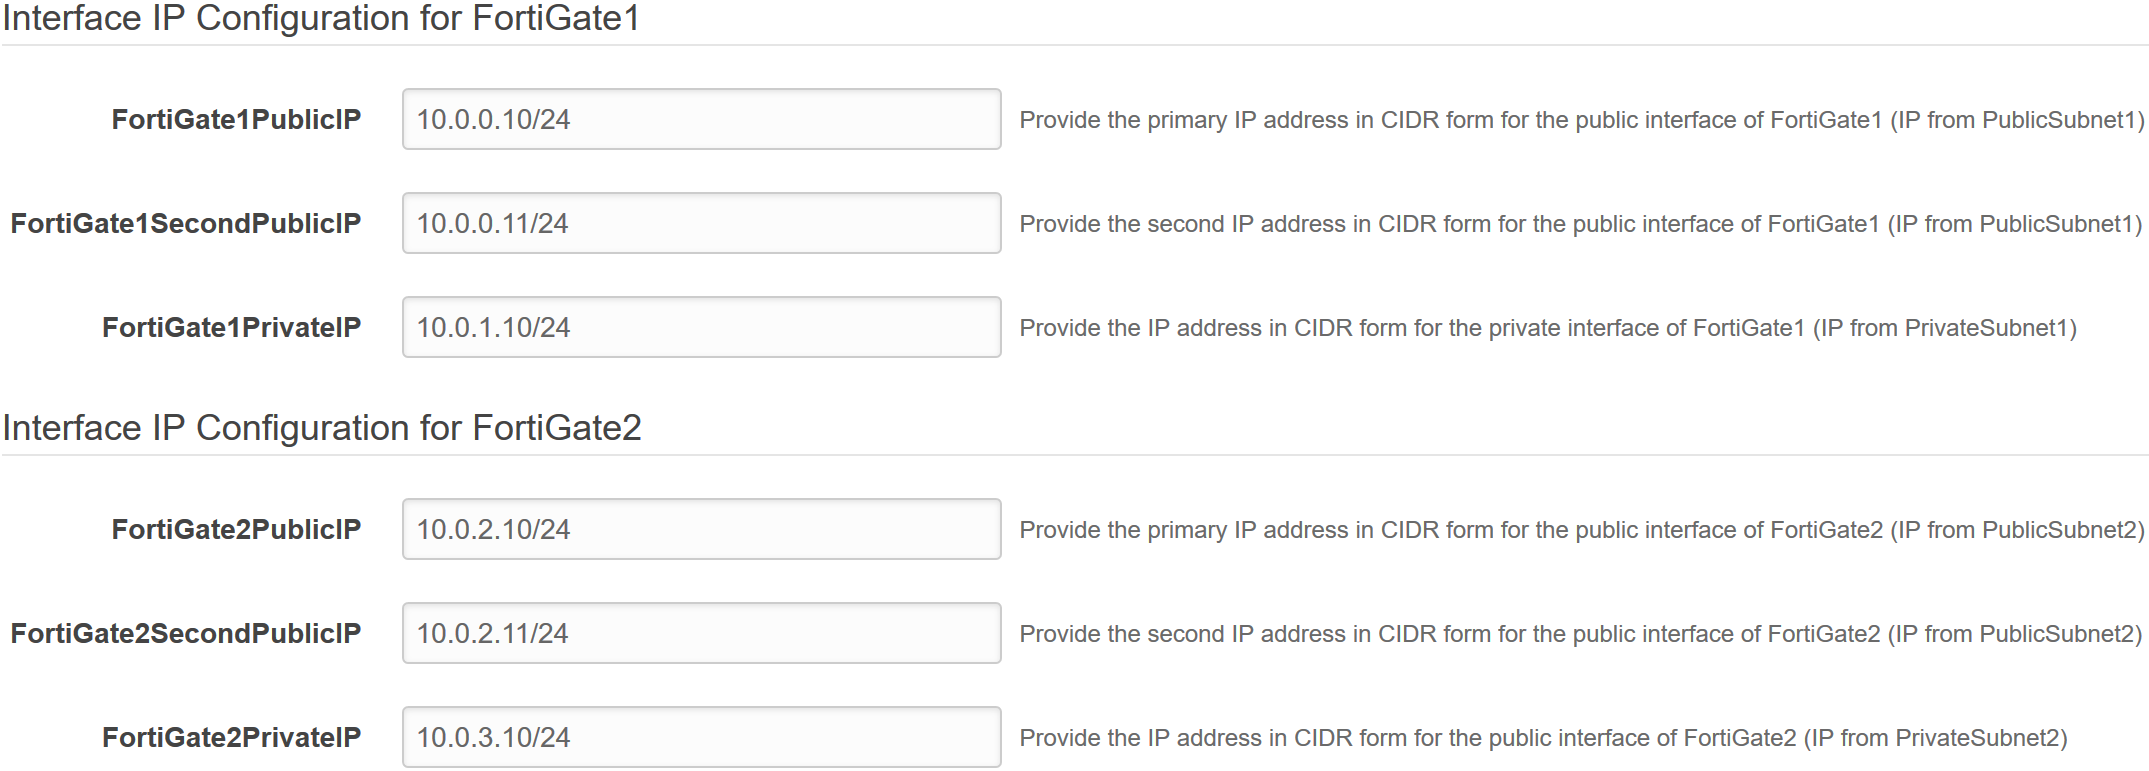 Interface IP Configuration for FortiGate1
FortiGate1PublicIP 10.0.0.10/24 Provide the primary IP address in CIDR form for the public interface of FortiGate1 (IP from PublicSubnet1)
FortiGate1SecondPublicIP 10.0.0.11/24 Provide the second IP address in CIDR form for the public interface of FortiGate1 (IP from PublicSubnet1)
FortiGate1PrivateIP 10.0.1.10/24 Provide the IP address in CIDR form for the private interface of FortiGate1 (IP from PrivateSubnet1)
Interface IP Configuration for FortiGate2
FortiGate2PublicIP 10.0.2.10/24 Provide the primary IP address in CIDR form for the public interface of FortiGate2 (IP from PublicSubnet2)
FortiGate2SecondPublicIP 10.0.2.11/24 Provide the second IP address in CIDR form for the public interface of FortiGate2 (IP from PublicSubnet2)
FortiGate2PrivateIP 10.0.3.10/24 Provide the IP address in CIDR form for the public interface of FortiGate2 (IP from PrivateSubnet2)